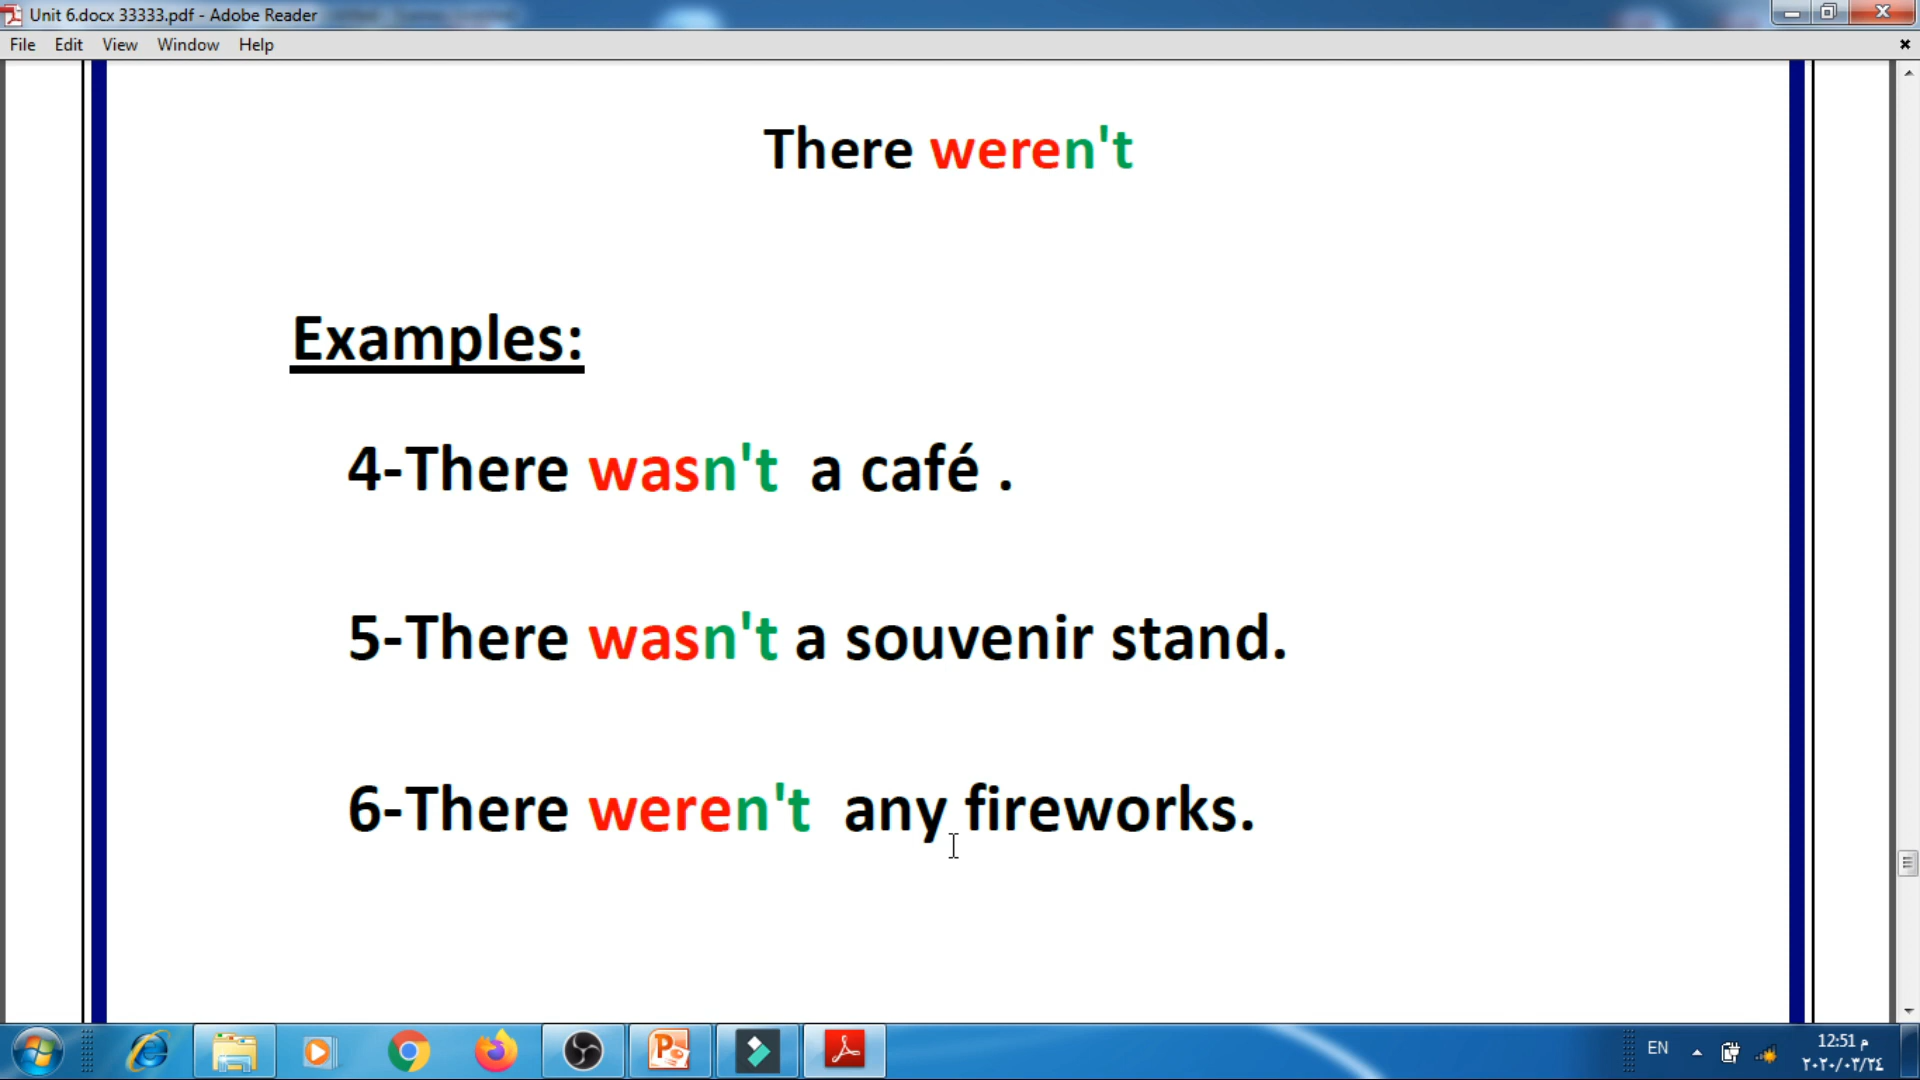 Unit 6.docx 33333.pdf - Adobe Reader
File Edit View Window Help
There weren't
Examples:
4-There wasn't a café .
5-There wasn't a souvenir stand.
6-There weren't any fireworks.
EN
12:51 م
٢٠٢٠/٠٣/٢٤